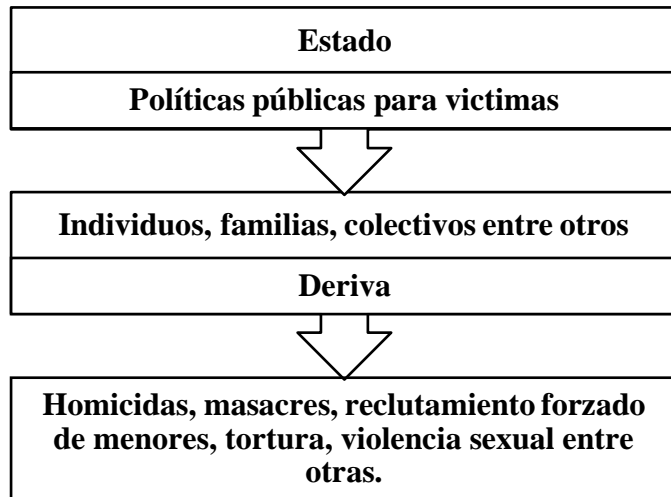 Estado
Políticas públicas para victimas
Individuos, familias, colectivos entre otros
Deriva
Homicidas, masacres, reclutamiento forzado
de menores, tortura, violencia sexual entre
otras.